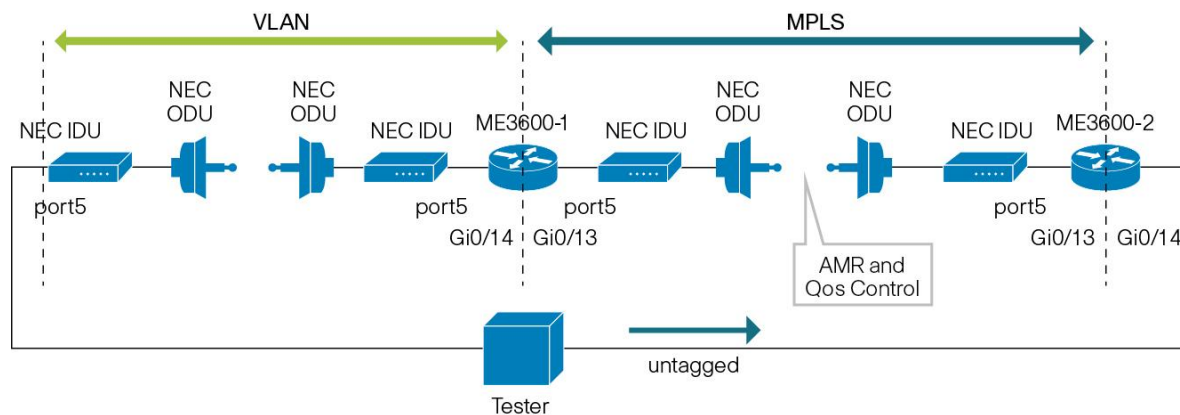 VLAN
MPLS
NEC
ODU
NEC
ODU
NEC
ODU
NEC
ODU
NEC IDU
NEC IDU
ME3600-1
NEC IDU
NEC IDU
ME3600-2
port5
port5
port5
port5
Gi0/14
Gi0/13
Gi0/13
Gi0/14
AMR and
Qos Control
untagged
Tester